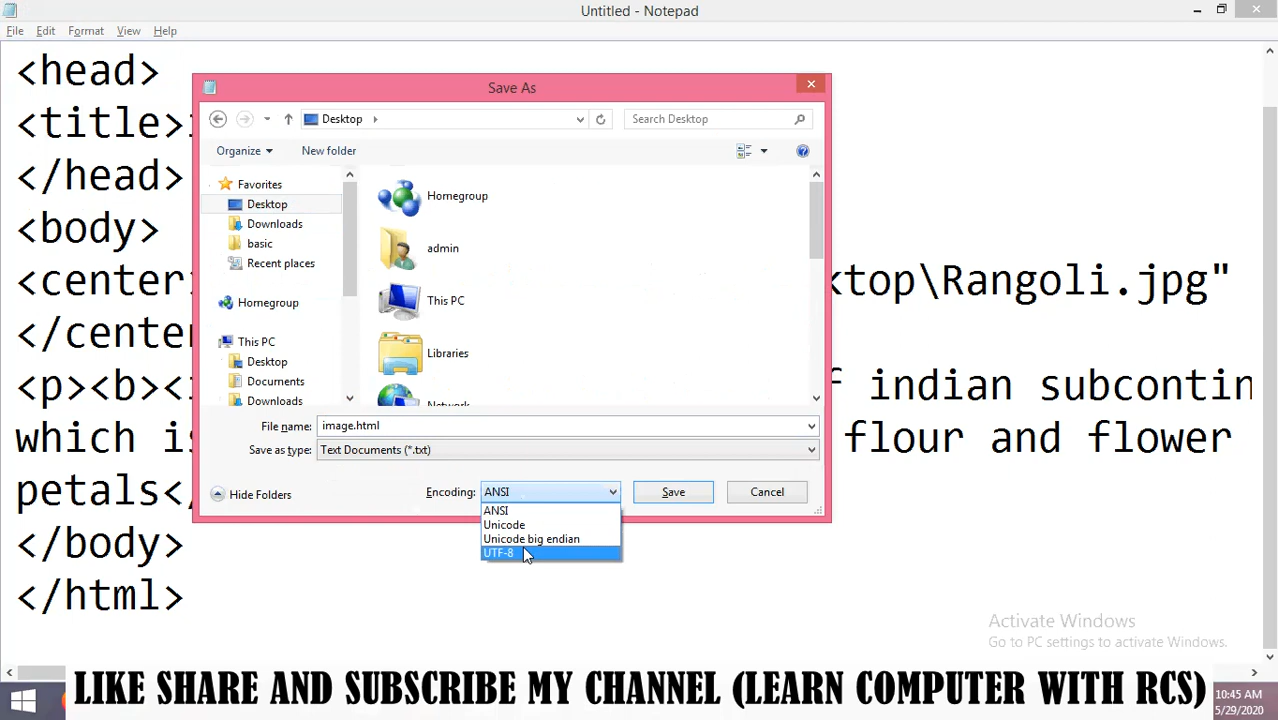 Untitled - Notepad
File Edit Format View Help
<head>
<title>
</head>
<body>
<center ktop\Rangoli.jpg"
</center
<p><b>< indian subcontin
which is flour and flower
petals<
</body>
</html>
Save As
Desktop
Search Desktop
Organize New folder
Favorites
Desktop
Downloads
basic
Recent places
Homegroup
This PC
Desktop
Documents
Downloads
Homegroup
admin
This PC
Libraries
Network
File name: image.html
Save as type: Text Documents (*.txt)
Hide Folders Encoding: ANSI Save Cancel
ANSI
Unicode
Unicode big endian
UTF-8
Activate Windows
Go to PC settings to activate Windows.
LIKE SHARE AND SUBSCRIBE MY CHANNEL (LEARN COMPUTER WITH RCS)
10:45 AM
5/29/2020